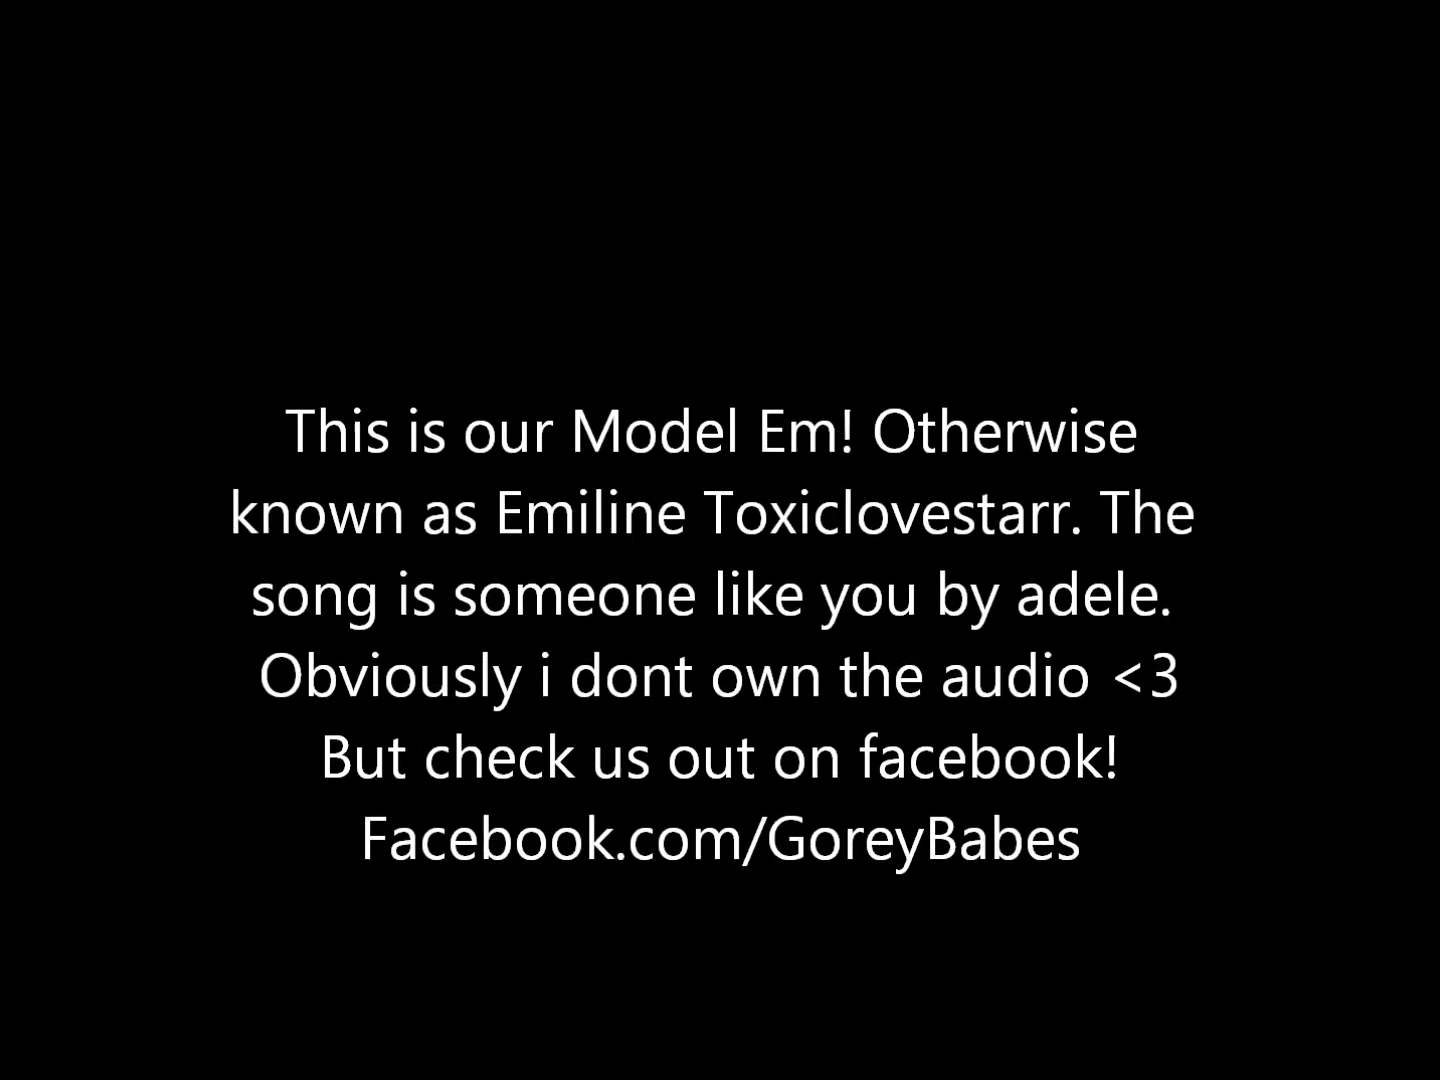 This is our Model Em! Otherwise
known as Emiline Toxiclovestarr. The
song is someone like you by adele.
Obviously i dont own the audio <3
But check us out on facebook!
Facebook.com/GoreyBabes